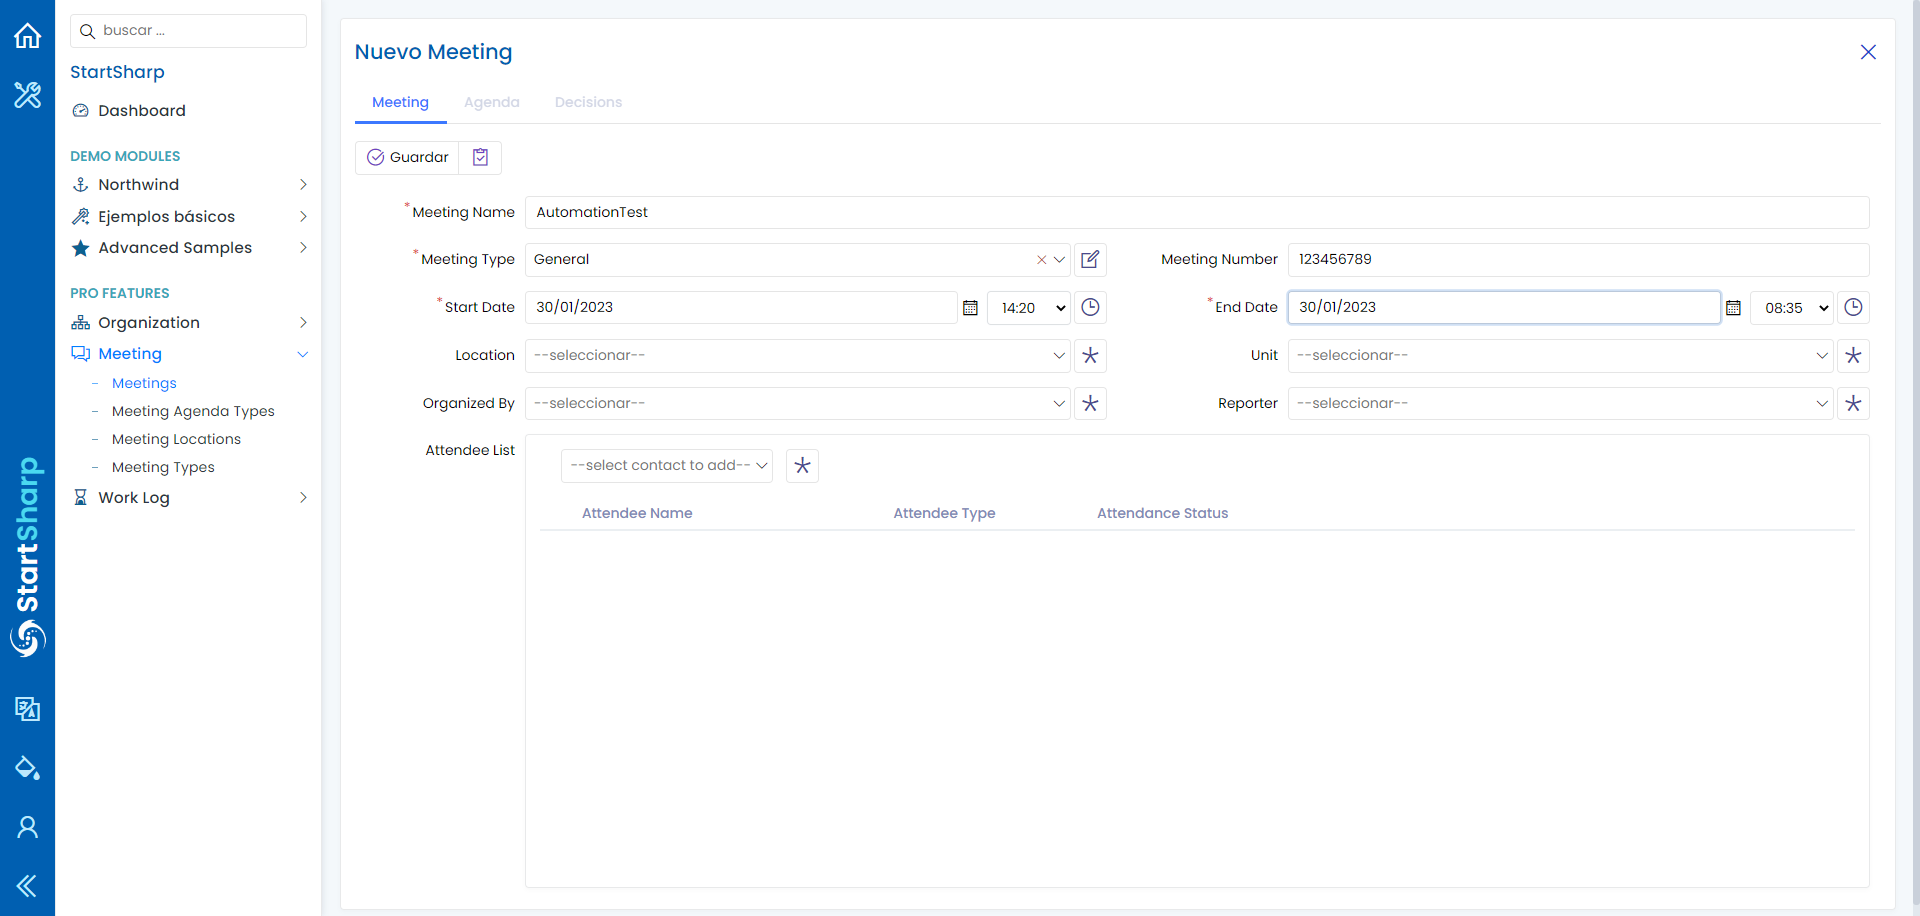 buscar ...
StartSharp
Dashboard
DEMO MODULES
Northwind
Ejemplos básicos
Advanced Samples
PRO FEATURES
Organization
Meeting
Meetings
Meeting Agenda Types
Meeting Locations
Meeting Types
Work Log
StartSharp
Nuevo Meeting
Meeting Agenda Decisions
Guardar
*Meeting Name AutomationTest
*Meeting Type General Meeting Number 123456789
*Start Date 30/01/2023 14:20 *End Date 30/01/2023 08:35
Location --seleccionar-- Unit --seleccionar--
Organized By --seleccionar-- Reporter --seleccionar--
Attendee List
--select contact to add--
Attendee Name Attendee Type Attendance Status